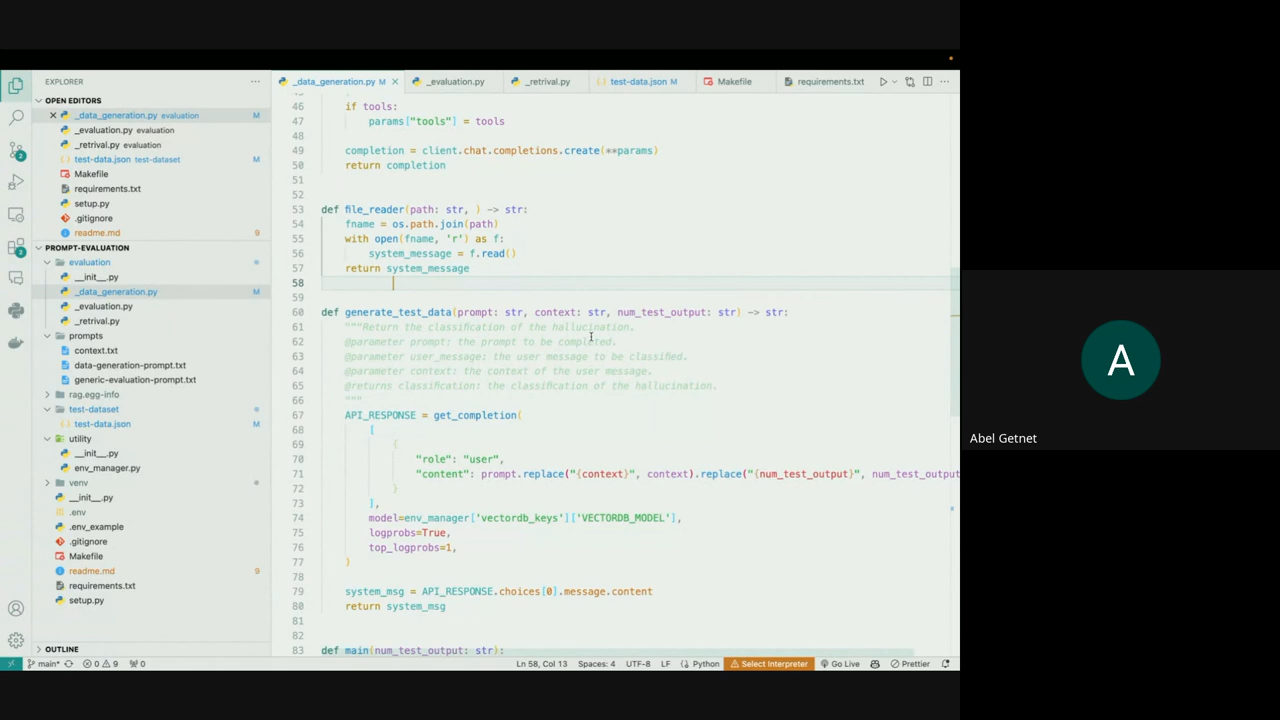 EXPLORER
OPEN EDITORS
_data_generation.py evaluation M
_evaluation.py evaluation
_retrival.py evaluation
test-data.json test-dataset M
Makefile
requirements.txt
setup.py
.gitignore
readme.md 9
PROMPT-EVALUATION
evaluation
__init__.py
_data_generation.py M
_evaluation.py
_retrival.py
prompts
context.txt
data-generation-prompt.txt
generic-evaluation-prompt.txt
rag.egg-info
test-dataset
test-data.json M
utility
__init__.py
env_manager.py
venv
__init__.py
.env
.env_example
.gitignore
Makefile
readme.md 9
requirements.txt
setup.py
OUTLINE
_data_generation.py M _evaluation.py _retrival.py test-data.json M Makefile requirements.txt
46 if tools:
47 params["tools"] = tools
48
49 completion = client.chat.completions.create(**params)
50 return completion
51
52
53 def file_reader(path: str, ) -> str:
54 fname = os.path.join(path)
55 with open(fname, 'r') as f:
56 system_message = f.read()
57 return system_message
58
59
60 def generate_test_data(prompt: str, context: str, num_test_output: str) -> str:
61 """Return the classification of the hallucination.
62 @parameter prompt: the prompt to be completed.
63 @parameter user_message: the user message to be classified.
64 @parameter context: the context of the user message.
65 @returns classification: the classification of the hallucination.
66 """
67 API_RESPONSE = get_completion(
68 [
69 {
70 "role": "user",
71 "content": prompt.replace("{context}", context).replace("{num_test_output}", num_test_output
72 }
73 ],
74 model=env_manager['vectordb_keys']['VECTORDB_MODEL'],
75 logprobs=True,
76 top_logprobs=1,
77 )
78
79 system_msg = API_RESPONSE.choices[0].message.content
80 return system_msg
81
82
83 def main(num_test_output: str):
main* 0 9 0 Ln 58, Col 13 Spaces: 4 UTF-8 LF Python Select Interpreter Go Live Prettier
A
Abel Getnet